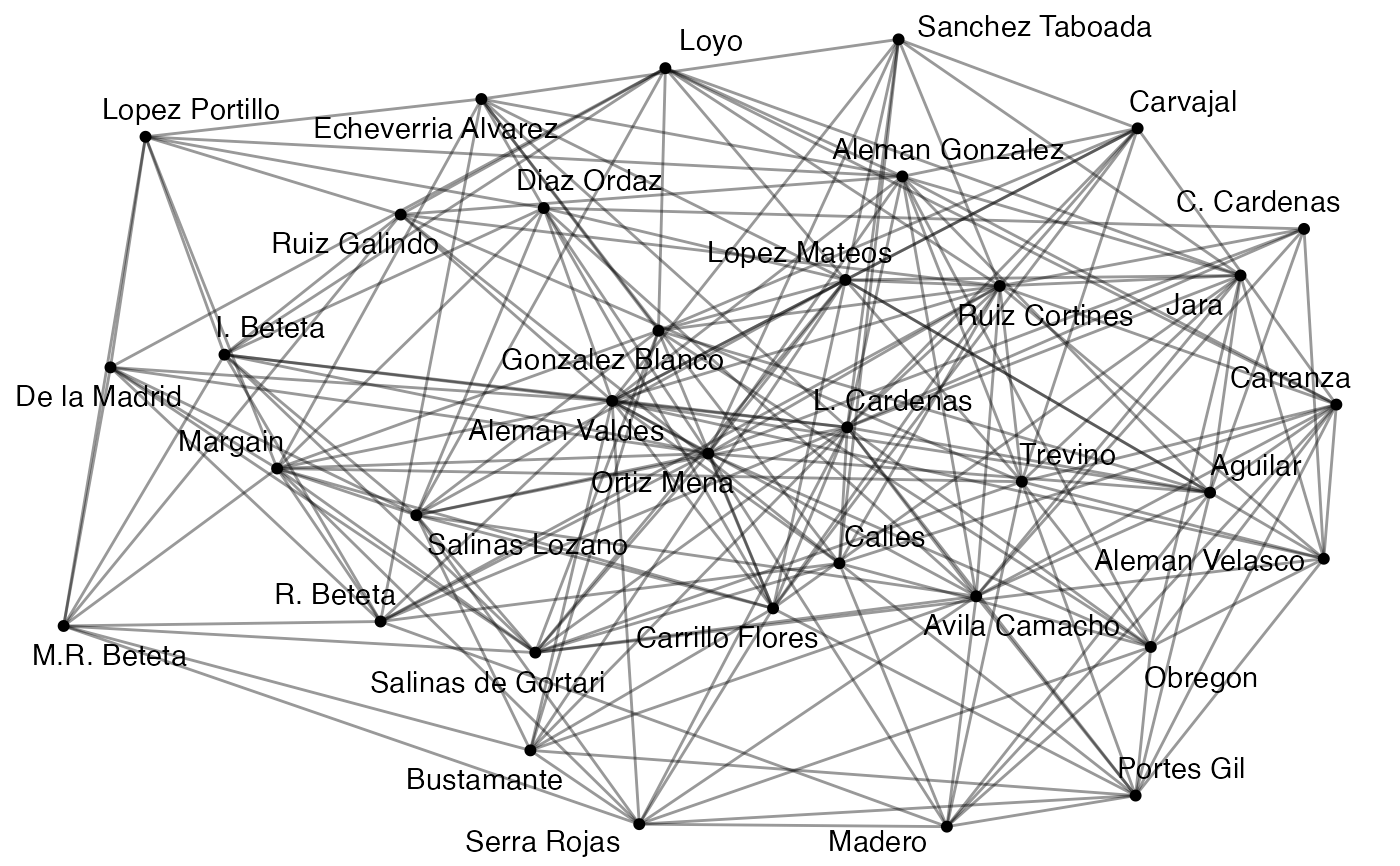 Sanchez Taboada
Loyo
Lopez Portillo
Carvajal
Echeverria Alvarez
Aleman Gonzalez
Diaz Ordaz
C. Cardenas
Ruiz Galindo
Lopez Mateos
Jara
Ruiz Cortines
I. Beteta
Gonzalez Blanco
Carranza
De la Madrid
L. Cardenas
Aleman Valdes
Margain
Trevino
Aguilar
Ortiz Mena
Calles
Salinas Lozano
Aleman Velasco
R. Beteta
Avila Camacho
Carrillo Flores
M.R. Beteta
Obregon
Salinas de Gortari
Portes Gil
Bustamante
Serra Rojas
Madero